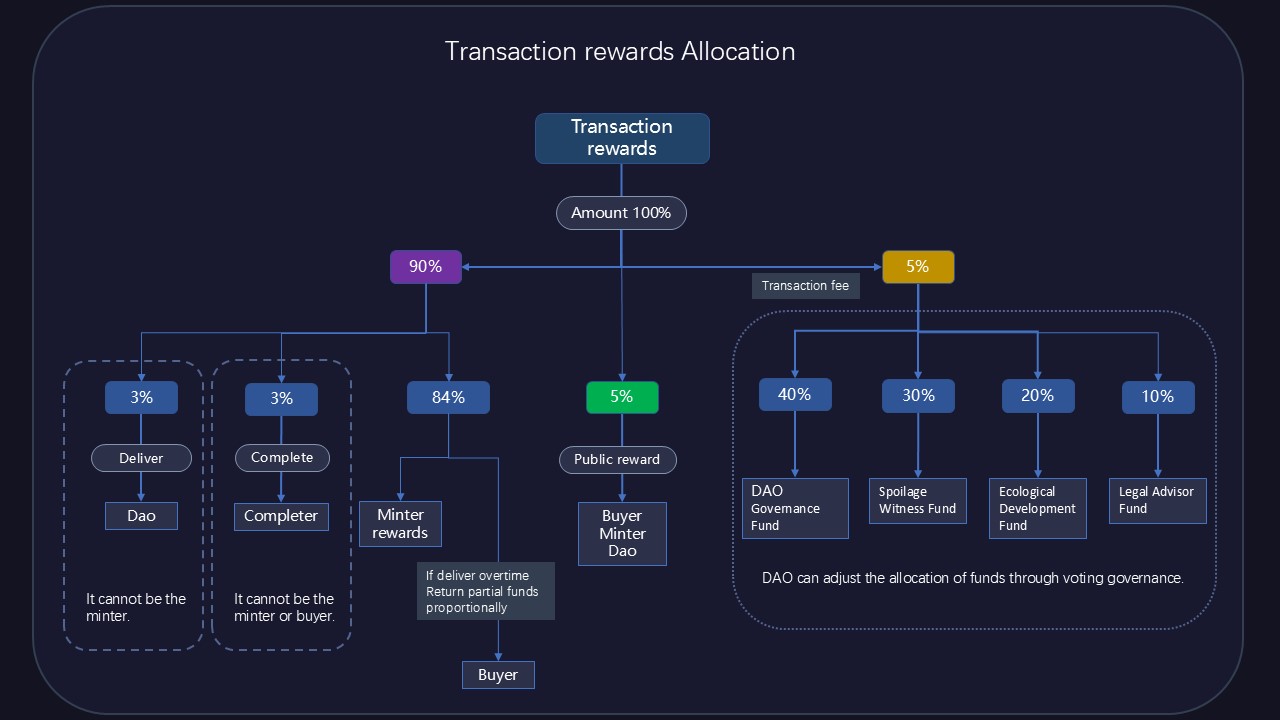 Transaction rewards Allocation
Transaction
rewards
Amount 100%
90%
5%
Transaction fee
3%
3%
84%
5%
40%
30%
20%
10%
Deliver
Complete
Public reward
Dao
Completer
Minter
rewards
Buyer
Minter
Dao
DAO
Governance
Fund
Spoilage
Witness Fund
Ecological
Development
Fund
Legal Advisor
Fund
If deliver overtime
Return partial funds
proportionally
DAO can adjust the allocation of funds through voting governance.
It cannot be the
minter.
It cannot be the
minter or buyer.
Buyer